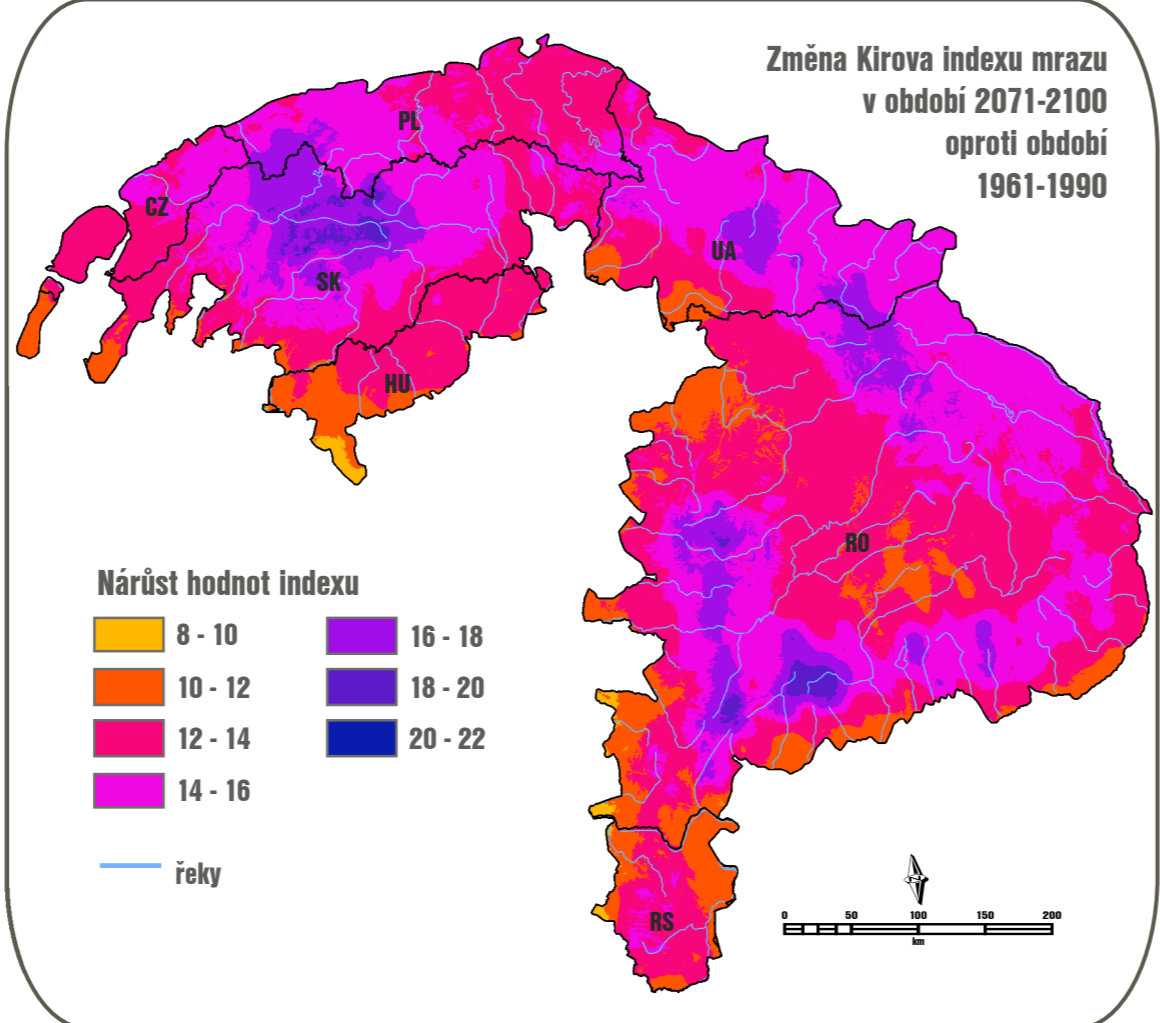 Změna Kirova indexu mrazu
v období 2071-2100
oproti období
1961-1990
PL
CZ
SK
UA
HU
RO
RS
Nárůst hodnot indexu
8 - 10
10 - 12
12 - 14
14 - 16
16 - 18
18 - 20
20 - 22
řeky
0 50 100 150 200
km